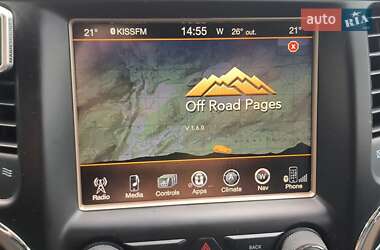 auto RIA
21° KISSFM 14:55 W 26° out. 21°
X
Off Road Pages
V 1.6.0
Radio Media Controls Apps Climate Nav Phone
BACK